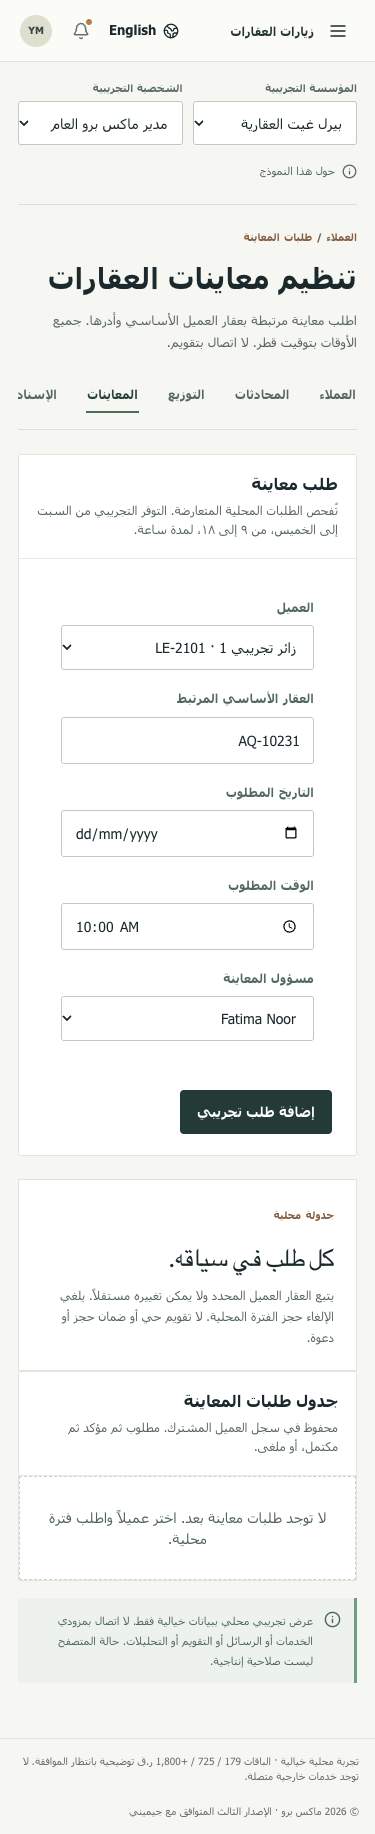 زيارات العقارات
English
YM
المؤسسة التجريبية
الشخصية التجريبية
بيرل غيت العقارية
مدير ماكس برو العام
حول هذا النموذج
العملاء / طلبات المعاينة
تنظيم معاينات العقارات
اطلب معاينة مرتبطة بعقار العميل الأساسي وأدرها. جميع
الأوقات بتوقيت قطر. لا اتصال بتقويم.
العملاء
المحادثات
التوزيع
المعاينات
الإسناد
طلب معاينة
تُفحص الطلبات المحلية المتعارضة. التوفر التجريبي من السبت
إلى الخميس، من ٩ إلى ١٨، لمدة ساعة.
العميل
زائر تجريبي 1 · LE-2101
العقار الأساسي المرتبط
AQ-10231
التاريخ المطلوب
dd/mm/yyyy
الوقت المطلوب
10:00 AM
مسؤول المعاينة
Fatima Noor
إضافة طلب تجريبي
جدولة محلية
كل طلب في سياقه.
يتبع العقار العميل المحدد ولا يمكن تغييره مستقلاً. يلغي
الإلغاء حجز الفترة المحلية. لا تقويم حي أو ضمان حجز أو
دعوة.
جدول طلبات المعاينة
محفوظ في سجل العميل المشترك. مطلوب ثم مؤكد ثم
مكتمل، أو ملغى.
لا توجد طلبات معاينة بعد. اختر عميلاً واطلب فترة
محلية.
عرض تجريبي محلي ببيانات خيالية فقط. لا اتصال بمزودي
الخدمات أو الرسائل أو التقويم أو التحليلات. حالة المتصفح
ليست صلاحية إنتاجية.
تجربة محلية خيالية · الباقات 179 / 725 / +1,800 ر.ق توضيحية بانتظار الموافقة. لا
توجد خدمات خارجية متصلة.
© 2026 ماكس برو · الإصدار الثالث المتوافق مع جيميني